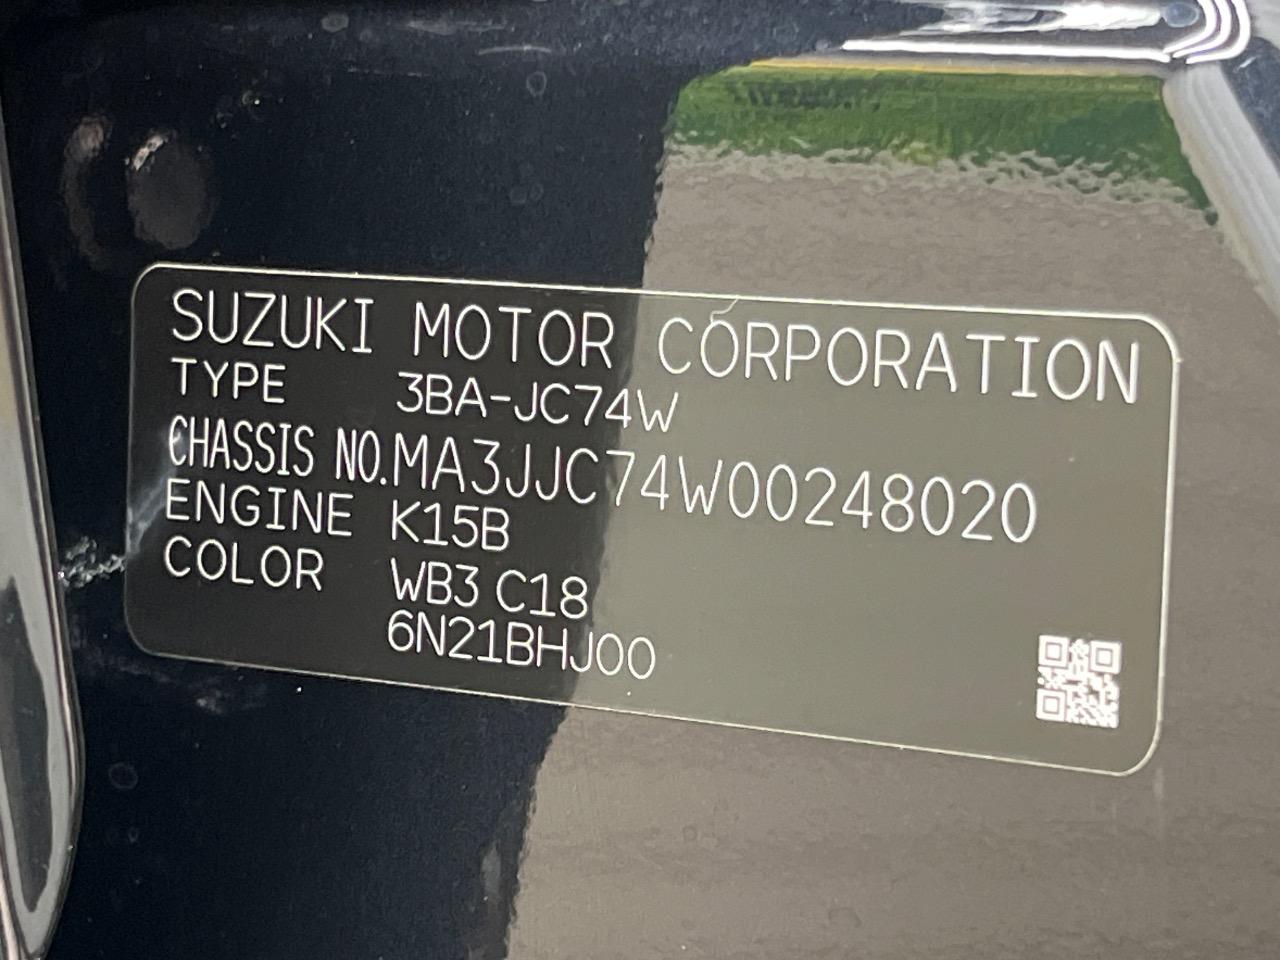 SUZUKI MOTOR CORPORATION
TYPE 3BA-JC74W
CHASSIS NO.MA3JJC74W00248020
ENGINE K15B
COLOR WB3 C18
6N21BHJ00